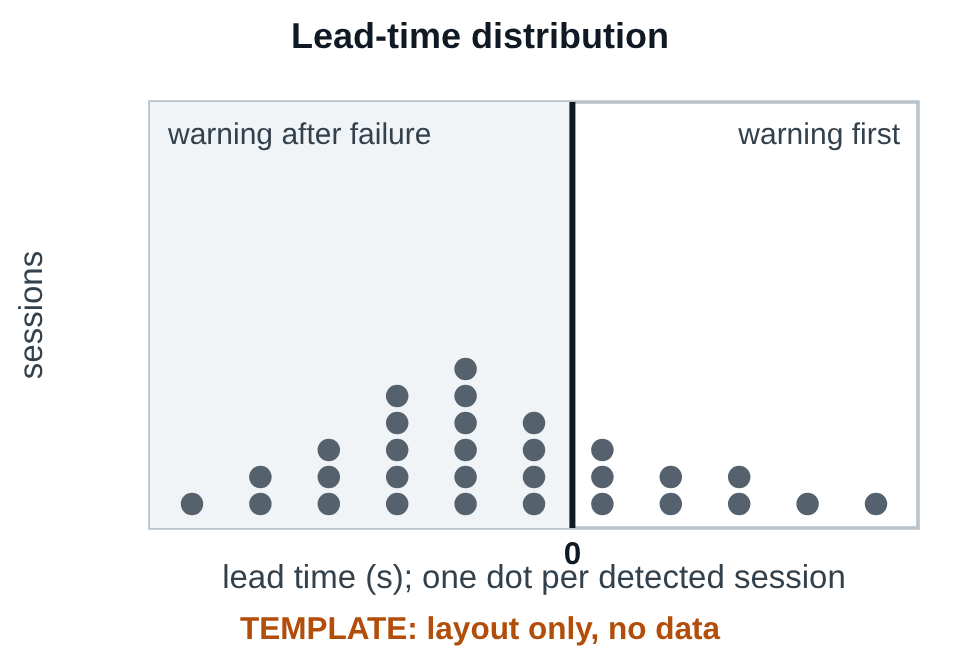 Lead-time distribution
warning after failure
warning first
sessions
0
lead time (s); one dot per detected session
TEMPLATE: layout only, no data